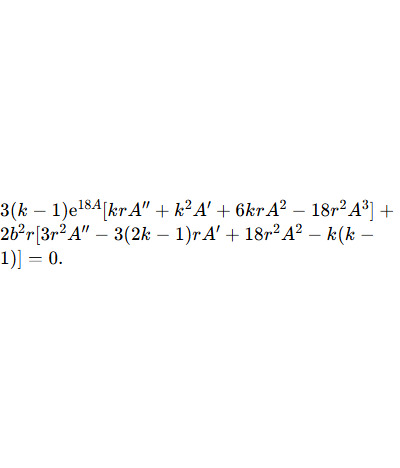 3(k − 1)e^{18A}[krA″ + k²A′ + 6krA² − 18r²A³] +
2b²r[3r²A″ − 3(2k − 1)rA′ + 18r²A² − k(k −
1)] = 0.